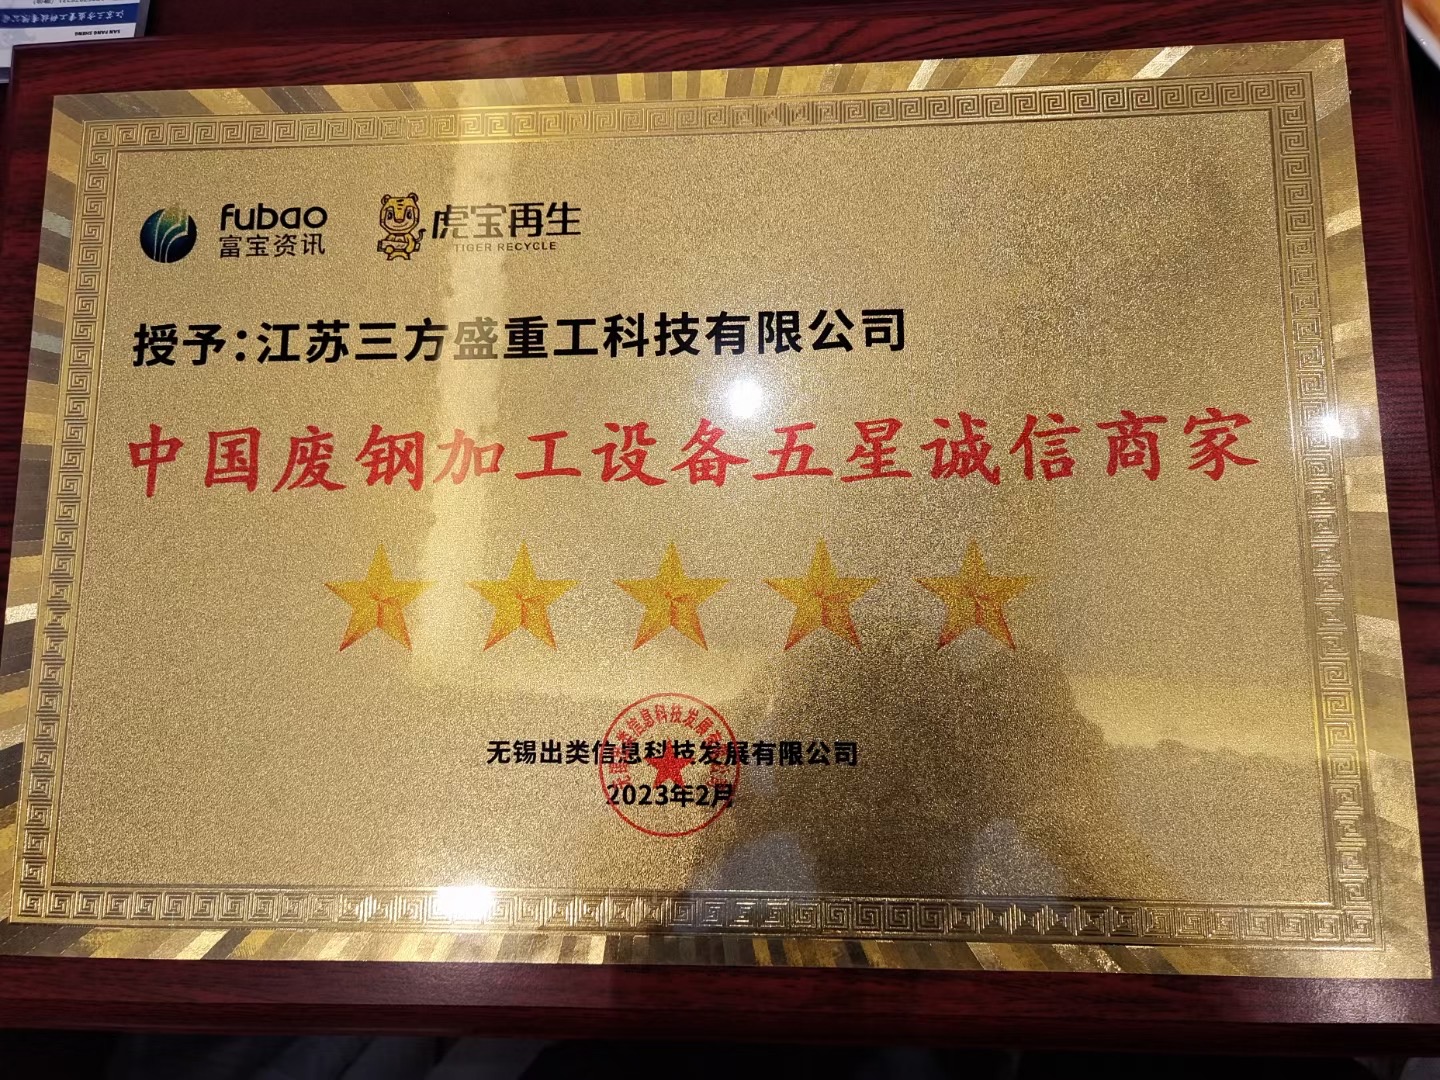 SAN FANG SHENG
fubao
富宝资讯
虎宝再生
TIGER RECYCLE
授予:江苏三方盛重工科技有限公司
中国废钢加工设备五星诚信商家
无锡出类信息科技发展有限公司
2023年2月